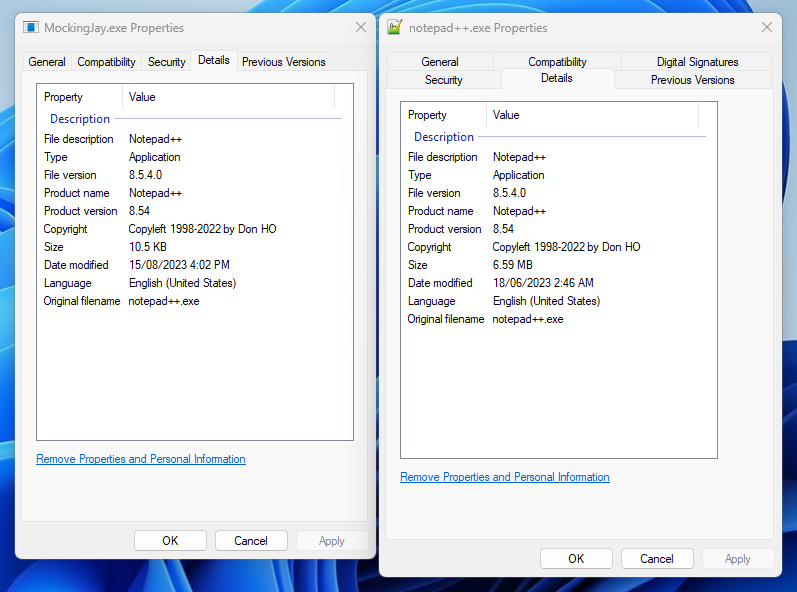 MockingJay.exe Properties
General Compatibility Security Details Previous Versions
Property Value
Description
File description Notepad++
Type Application
File version 8.5.4.0
Product name Notepad++
Product version 8.54
Copyright Copyleft 1998-2022 by Don HO
Size 10.5 KB
Date modified 15/08/2023 4:02 PM
Language English (United States)
Original filename notepad++.exe
Remove Properties and Personal Information
OK Cancel Apply
notepad++.exe Properties
General Compatibility Digital Signatures
Security Details Previous Versions
Property Value
Description
File description Notepad++
Type Application
File version 8.5.4.0
Product name Notepad++
Product version 8.54
Copyright Copyleft 1998-2022 by Don HO
Size 6.59 MB
Date modified 18/06/2023 2:46 AM
Language English (United States)
Original filename notepad++.exe
Remove Properties and Personal Information
OK Cancel Apply